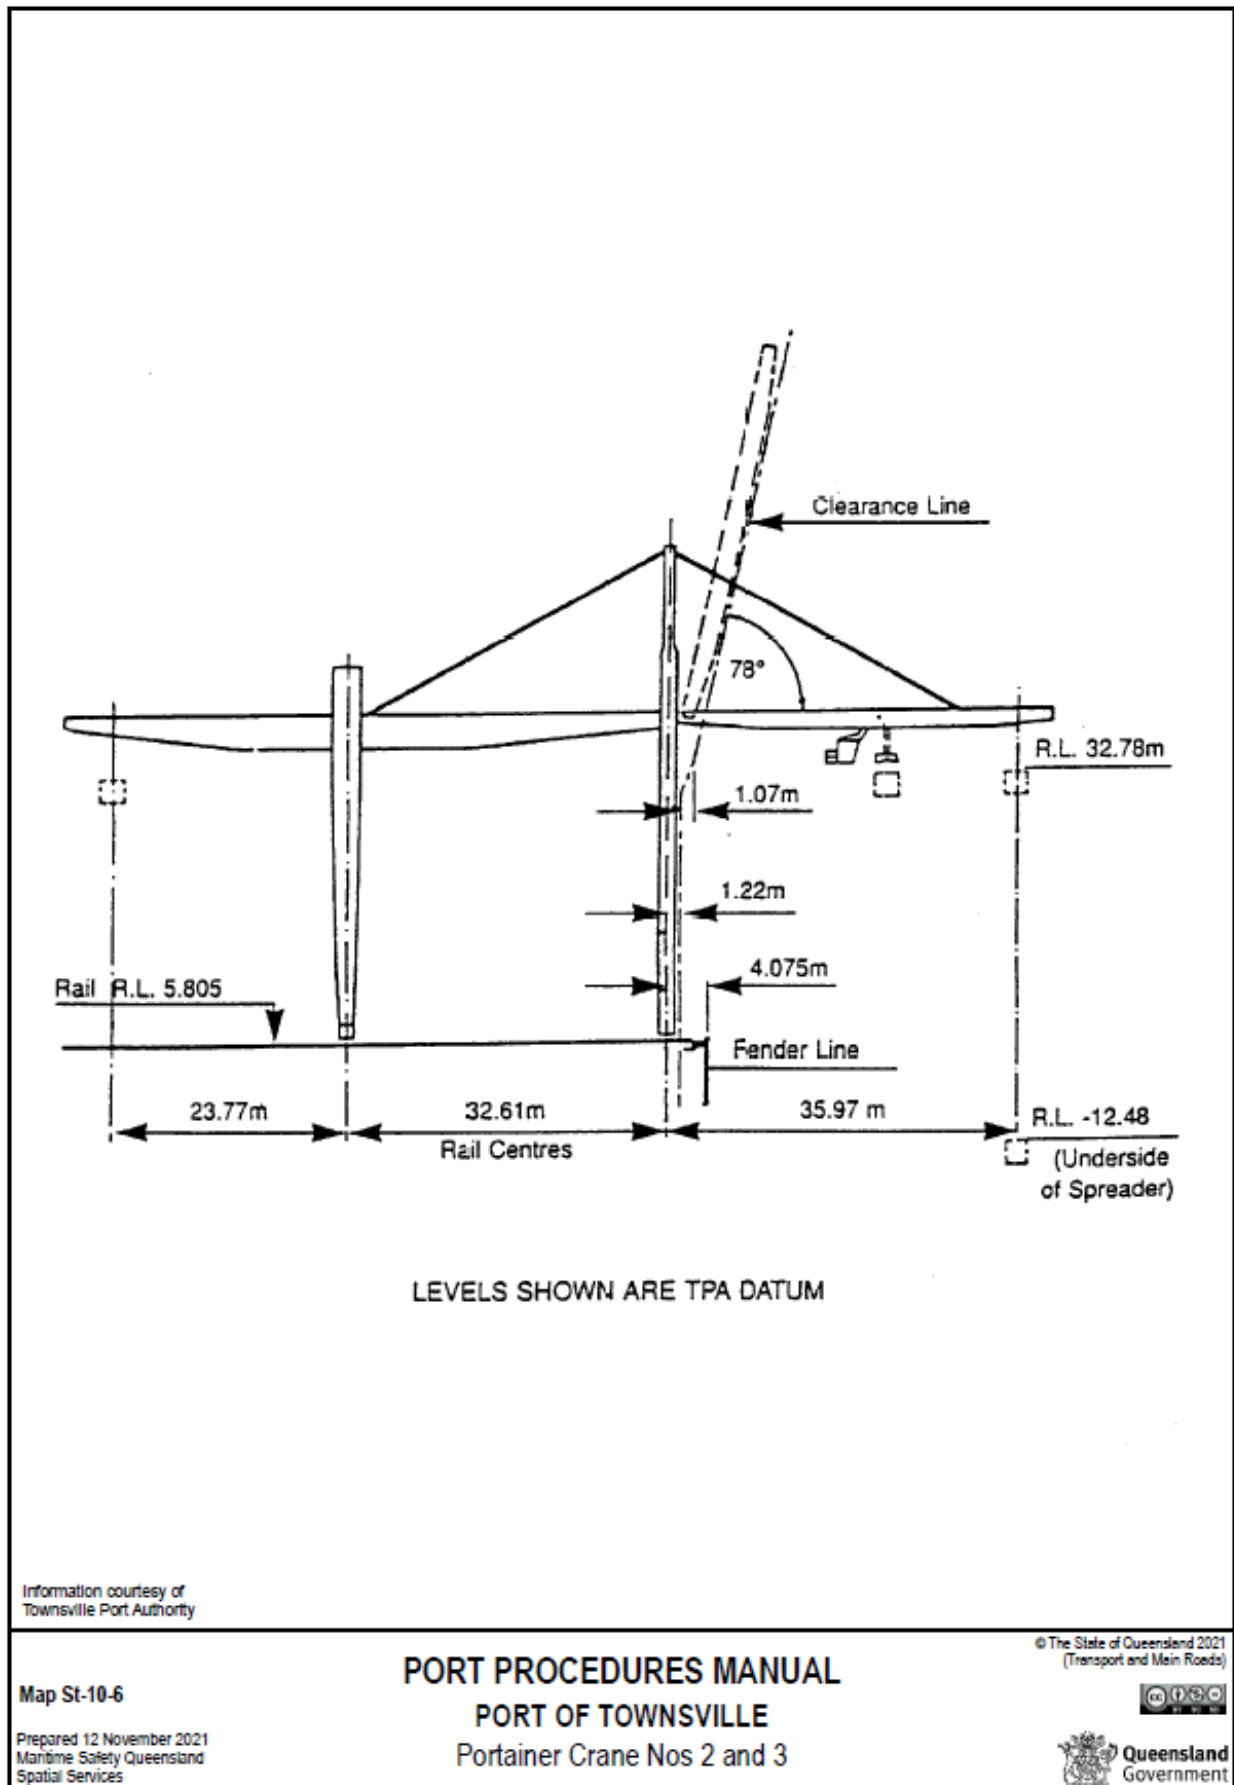 Clearance Line
78°
R.L. 32.78m
1.07m
1.22m
4.075m
Rail R.L. 5.805
Fender Line
23.77m
32.61m
35.97 m
R.L. -12.48
Rail Centres
(Underside
of Spreader)
LEVELS SHOWN ARE TPA DATUM
Information courtesy of
Townsville Port Authority
© The State of Queensland 2021
(Transport and Main Roads)
PORT PROCEDURES MANUAL
Map St-10-6
PORT OF TOWNSVILLE
Prepared 12 November 2021
Maritime Safety Queensland
Spatial Services
Portainer Crane Nos 2 and 3
cc
Queensland
Government